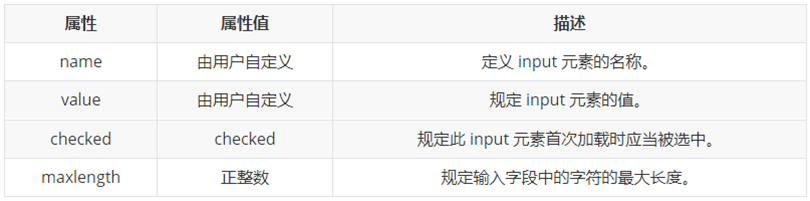 属性 属性值 描述
name 由用户自定义 定义 input 元素的名称。
value 由用户自定义 规定 input 元素的值。
checked checked 规定此 input 元素首次加载时应当被选中。
maxlength 正整数 规定输入字段中的字符的最大长度。